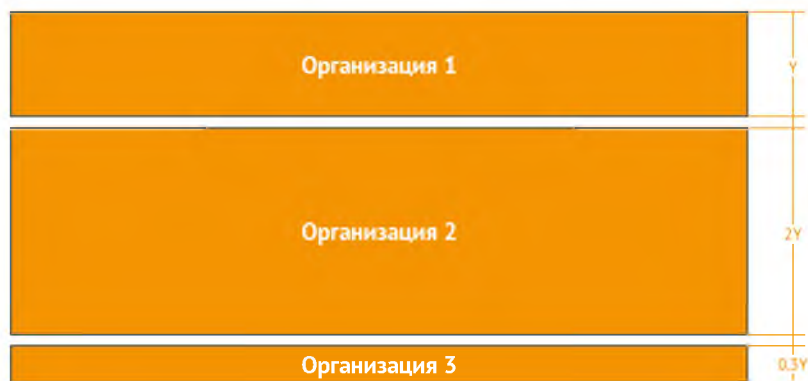 Организация 1
Y
Организация 2
2Y
Организация 3
0.3Y